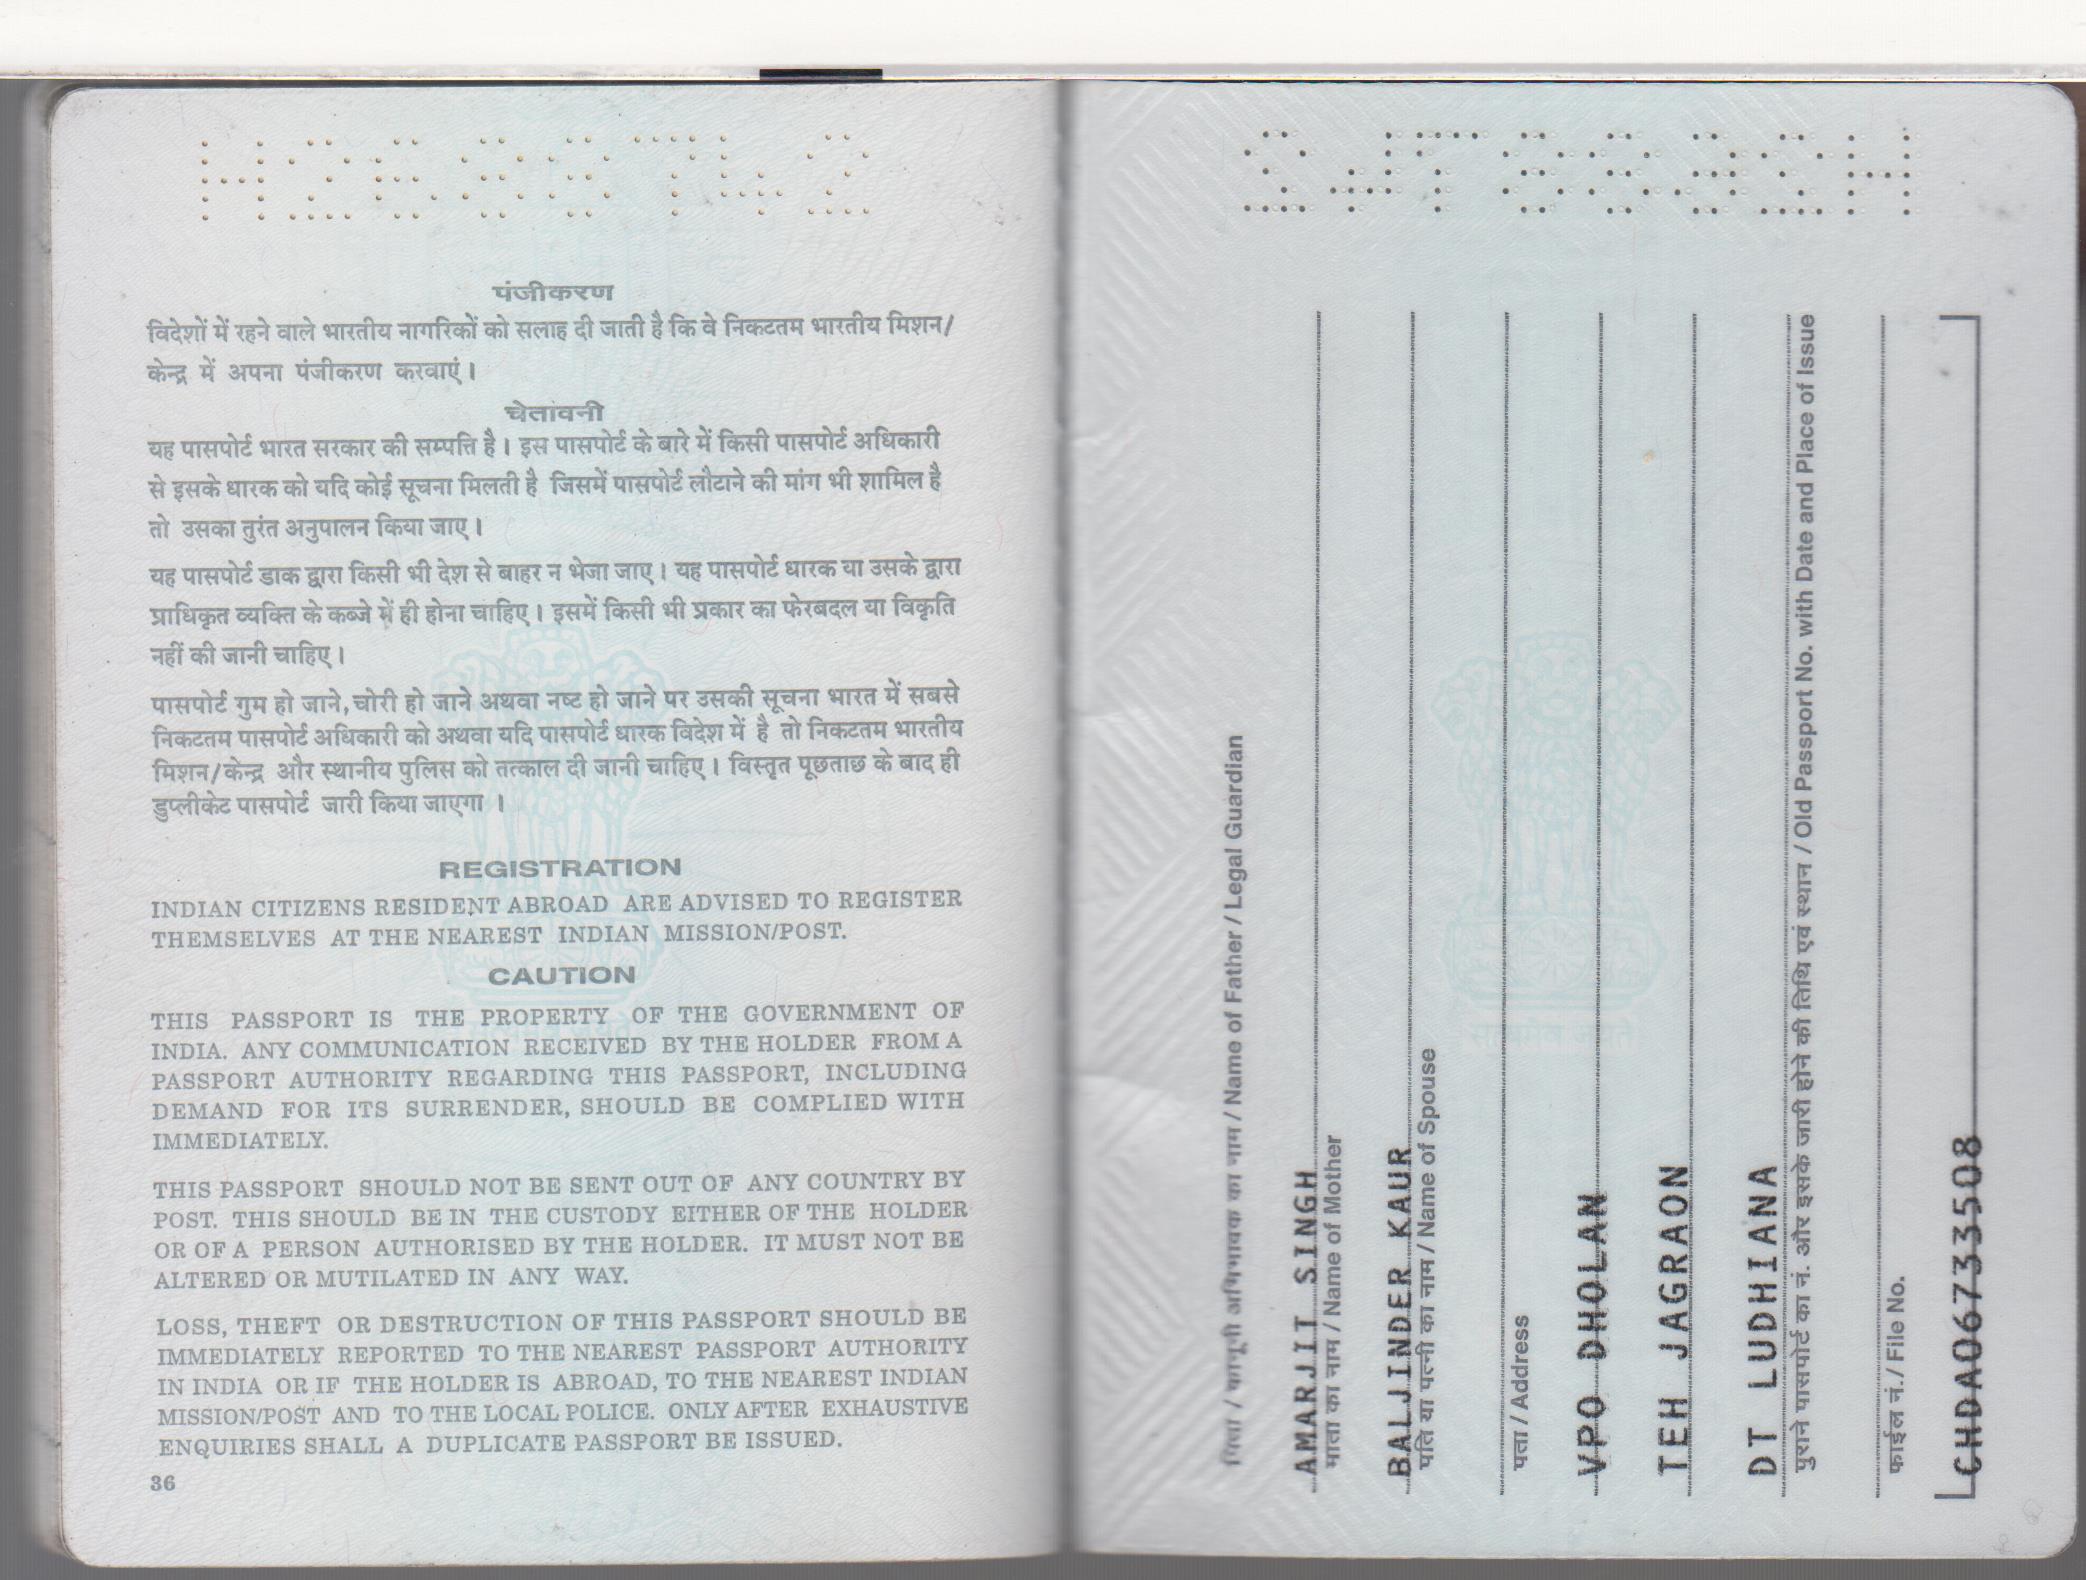 H2688742
पंजीकरण
विदेशों में रहने वाले भारतीय नागरिकों को सलाह दी जाती है कि वे निकटतम भारतीय मिशन/
केन्द्र में अपना पंजीकरण करवाएं।
चेतावनी
यह पासपोर्ट भारत सरकार की सम्पत्ति है। इस पासपोर्ट के बारे में किसी पासपोर्ट अधिकारी
से इसके धारक को यदि कोई सूचना मिलती है जिसमें पासपोर्ट लौटाने की मांग भी शामिल है
तो उसका तुरंत अनुपालन किया जाए।
यह पासपोर्ट डाक द्वारा किसी भी देश से बाहर न भेजा जाए। यह पासपोर्ट धारक या उसके द्वारा
प्राधिकृत व्यक्ति के कब्जे में ही होना चाहिए। इसमें किसी भी प्रकार का फेरबदल या विकृति
नहीं की जानी चाहिए।
पासपोर्ट गुम हो जाने, चोरी हो जाने अथवा नष्ट हो जाने पर उसकी सूचना भारत में सबसे
निकटतम पासपोर्ट अधिकारी को अथवा यदि पासपोर्ट धारक विदेश में है तो निकटतम भारतीय
मिशन/केन्द्र और स्थानीय पुलिस को तत्काल दी जानी चाहिए। विस्तृत पूछताछ के बाद ही
डुप्लीकेट पासपोर्ट जारी किया जाएगा ।
REGISTRATION
INDIAN CITIZENS RESIDENT ABROAD ARE ADVISED TO REGISTER
THEMSELVES AT THE NEAREST INDIAN MISSION/POST.
CAUTION
THIS PASSPORT IS THE PROPERTY OF THE GOVERNMENT OF
INDIA. ANY COMMUNICATION RECEIVED BY THE HOLDER FROM A
PASSPORT AUTHORITY REGARDING THIS PASSPORT, INCLUDING
DEMAND FOR ITS SURRENDER, SHOULD BE COMPLIED WITH
IMMEDIATELY.
THIS PASSPORT SHOULD NOT BE SENT OUT OF ANY COUNTRY BY
POST. THIS SHOULD BE IN THE CUSTODY EITHER OF THE HOLDER
OR OF A PERSON AUTHORISED BY THE HOLDER. IT MUST NOT BE
ALTERED OR MUTILATED IN ANY WAY.
LOSS, THEFT OR DESTRUCTION OF THIS PASSPORT SHOULD BE
IMMEDIATELY REPORTED TO THE NEAREST PASSPORT AUTHORITY
IN INDIA OR IF THE HOLDER IS ABROAD, TO THE NEAREST INDIAN
MISSION/POST AND TO THE LOCAL POLICE. ONLY AFTER EXHAUSTIVE
ENQUIRIES SHALL A DUPLICATE PASSPORT BE ISSUED.
36
पिता / कानूनी अभिभावक का नाम / Name of Father / Legal Guardian
AMARJIT SINGH
माता का नाम / Name of Mother
BALJINDER KAUR
पति या पत्नी का नाम / Name of Spouse
पता / Address
VPO DHOLAN
TEH JAGRAON
DT LUDHIANA
पुराने पासपोर्ट का नं. और इसके जारी होने की तिथि एवं स्थान / Old Passport No. with Date and Place of Issue
फाईल नं./ File No.
CHDA06733508
सत्यमेव जयते